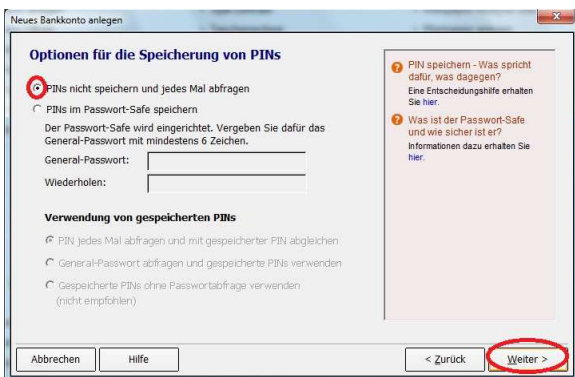 Neues Bankkonto anlegen
Optionen für die Speicherung von PINs
PINs nicht speichern und jedes Mal abfragen
PINs im Passwort-Safe speichern
Der Passwort-Safe wird eingerichtet. Vergeben Sie dafür das
General-Passwort mit mindestens 6 Zeichen.
General-Passwort:
Wiederholen:
Verwendung von gespeicherten PINs
PIN jedes Mal abfragen und mit gespeicherter PIN abgleichen
General-Passwort abfragen und gespeicherte PINs verwenden
Gespeicherte PINs ohne Passwortabfrage verwenden
(nicht empfohlen)
PIN speichern - Was spricht
dafür, was dagegen?
Eine Entscheidungshilfe erhalten
Sie hier.
Was ist der Passwort-Safe
und wie sicher ist er?
Informationen dazu erhalten Sie
hier.
Abbrechen
Hilfe
< Zurück
Weiter >